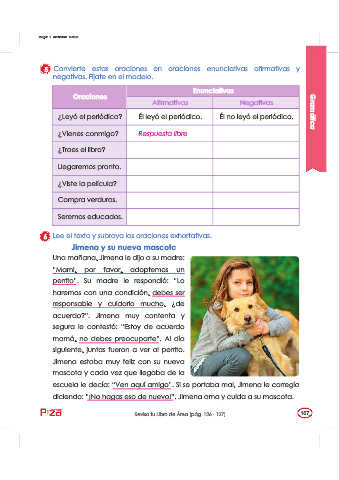 5 Convierte estas oraciones en oraciones enunciativas afirmativas y
negativas. Fíjate en el modelo.
Oraciones
Enunciativas
Afirmativas
Negativas
¿Leyó el periódico?
Él leyó el periódico.
Él no leyó el periódico.
¿Vienes conmigo?
Respuesta libre
¿Traes el libro?
Llegaremos pronto.
¿Viste la película?
Compra verduras.
Seremos educados.
Gramática
6 Lee el texto y subraya las oraciones exhortativas.
Jimena y su nueva mascota
Una mañana, Jimena le dijo a su madre:
"Mami, por favor, adoptemos un
perrito". Su madre le respondió: "Lo
haremos con una condición, debes ser
responsable y cuidarlo mucho, ¿de
acuerdo?". Jimena muy contenta y
segura le contestó: "Estoy de acuerdo
mamá, no debes preocuparte". Al día
siguiente, juntas fueron a ver al perrito.
Jimena estaba muy feliz con su nueva
mascota y cada vez que llegaba de la
escuela le decía: "Ven aquí amigo". Si se portaba mal, Jimena le corregía
diciendo: "¡No hagas eso de nuevo!". Jimena ama y cuida a su mascota.
Revisa tu Libro de Área (pág. 136 - 137)
167